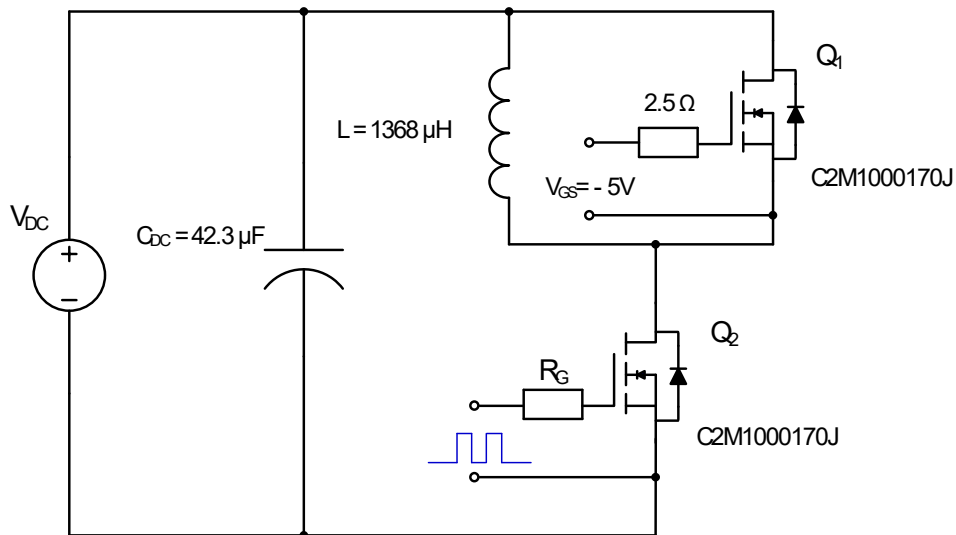 Q1
2.5 Ω
L = 1368 µH
C2M1000170J
VGS= - 5V
VDC
CDC = 42.3 µF
+
−
Q2
RG
C2M1000170J